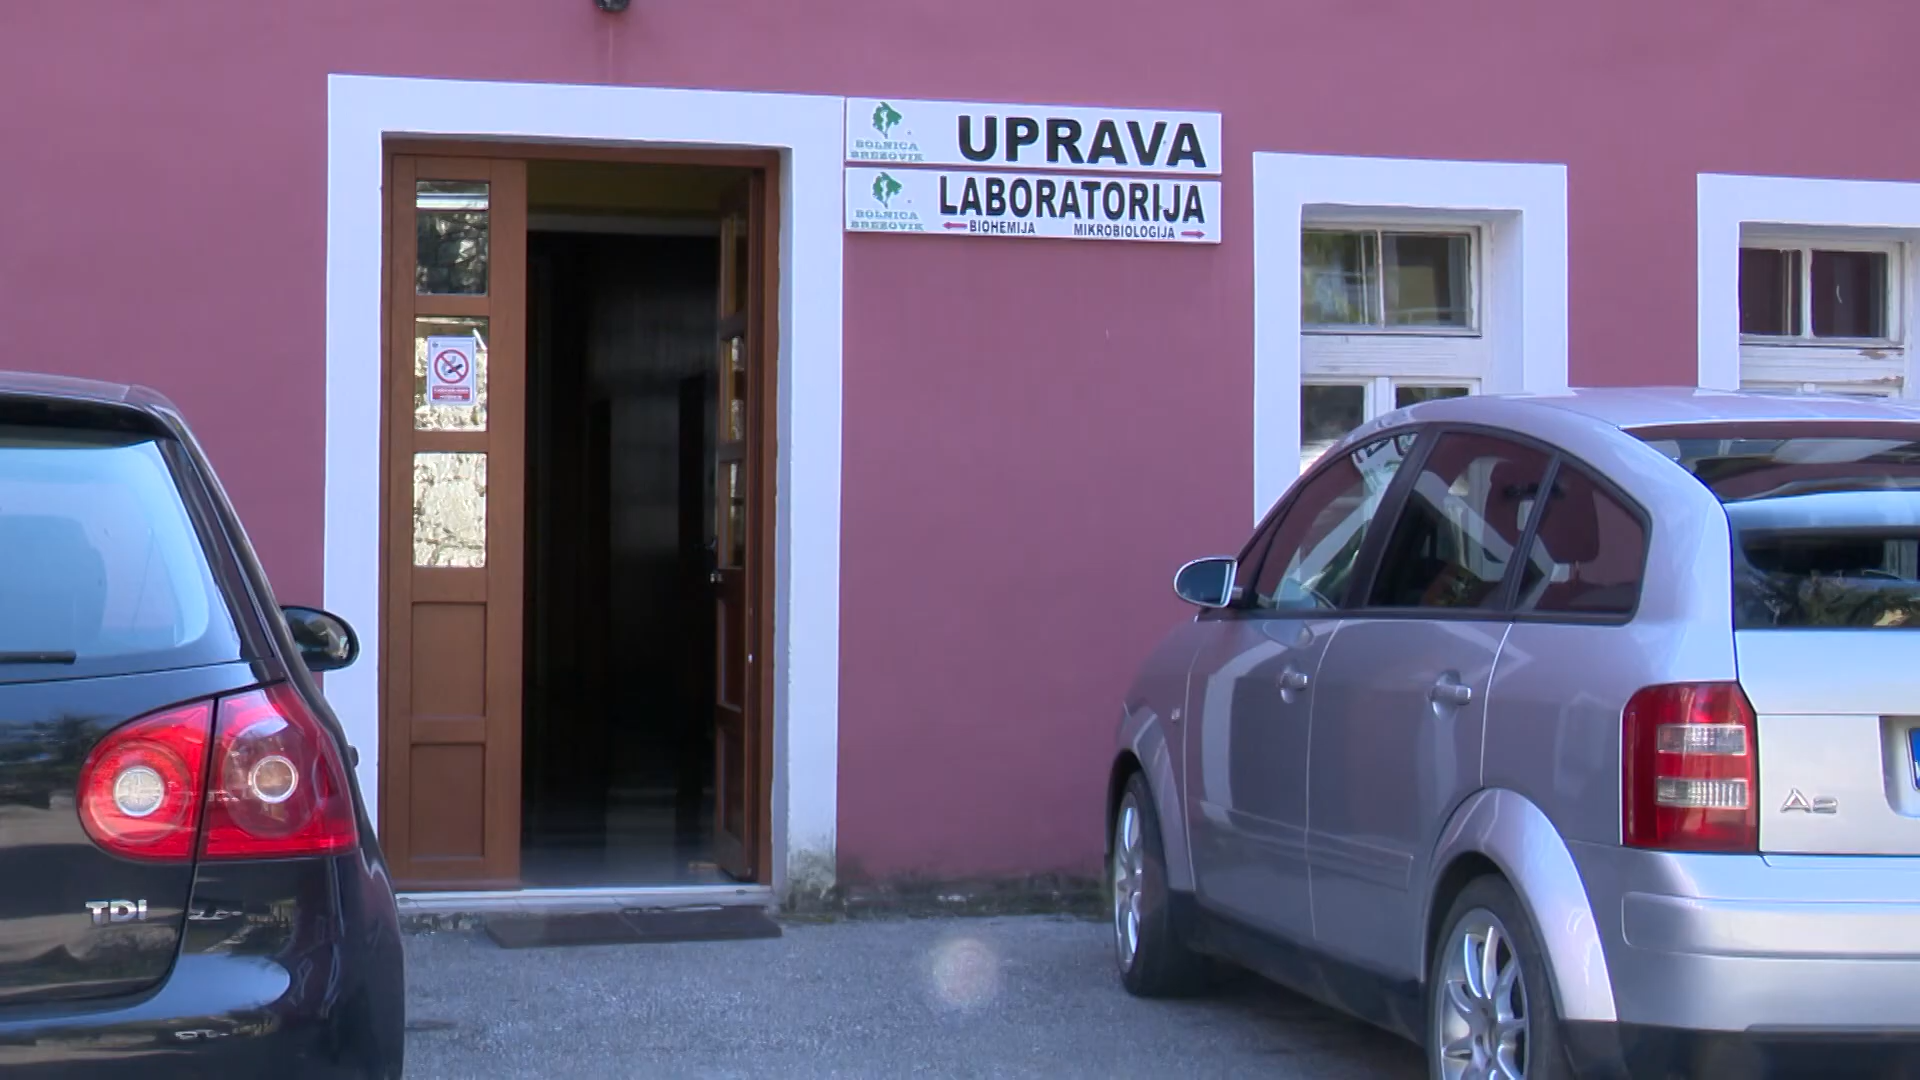 BOLNICA
BREZOVIK
UPRAVA
BOLNICA
BREZOVIK
LABORATORIJA
BIOHEMIJA MIKROBIOLOGIJA
TDI
A2